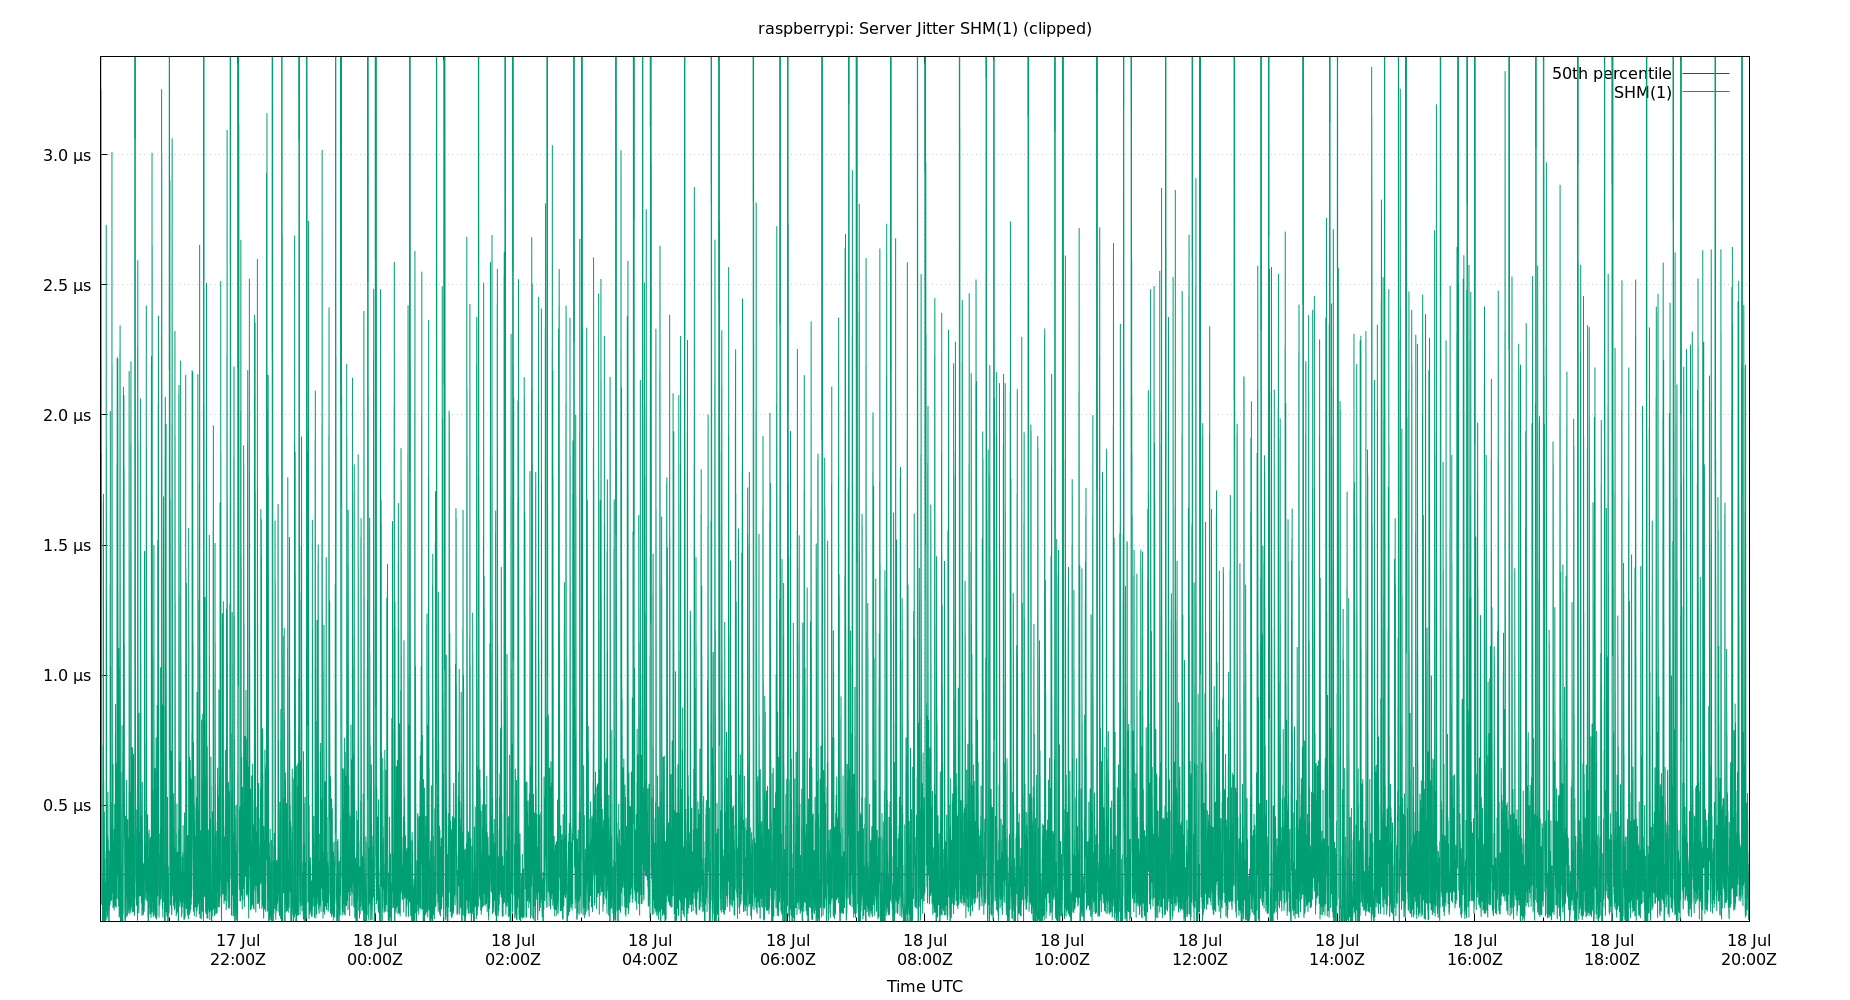 raspberrypi: Server Jitter SHM(1) (clipped)
50th percentile
SHM(1)
3.0 µs
2.5 µs
2.0 µs
1.5 µs
1.0 µs
0.5 µs
17 Jul 18 Jul 18 Jul 18 Jul 18 Jul 18 Jul 18 Jul 18 Jul 18 Jul 18 Jul 18 Jul 18 Jul
22:00Z 00:00Z 02:00Z 04:00Z 06:00Z 08:00Z 10:00Z 12:00Z 14:00Z 16:00Z 18:00Z 20:00Z
Time UTC